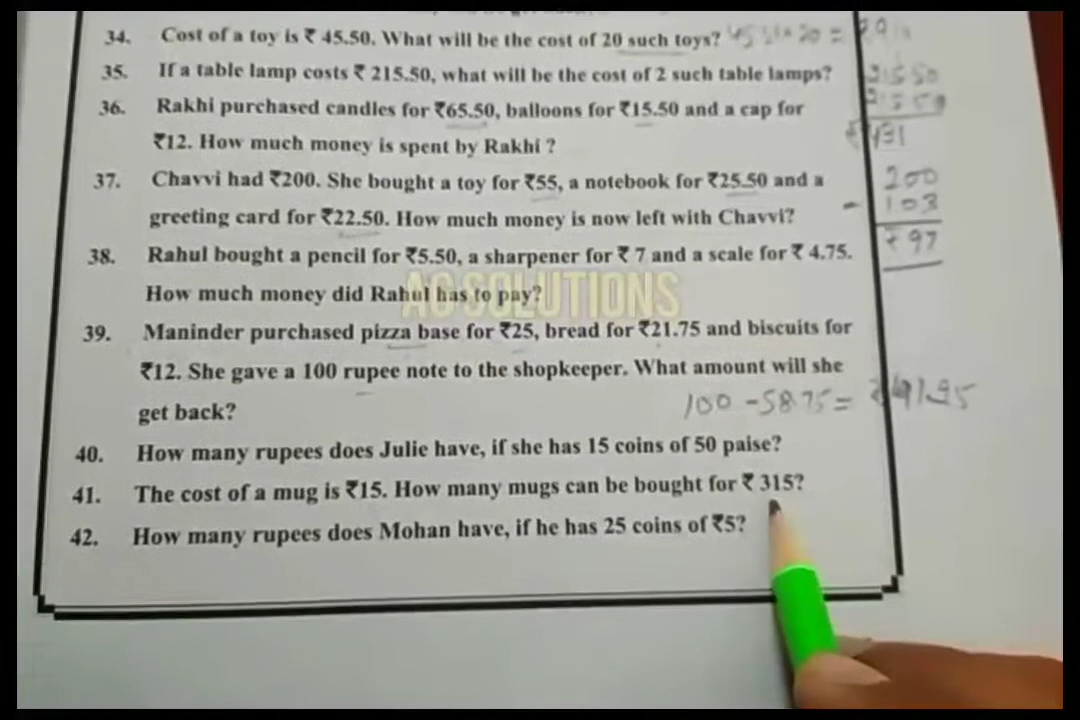 34. Cost of a toy is ₹ 45.50. What will be the cost of 20 such toys?
35. If a table lamp costs ₹ 215.50, what will be the cost of 2 such table lamps?
36. Rakhi purchased candles for ₹65.50, balloons for ₹15.50 and a cap for
₹12. How much money is spent by Rakhi ?
37. Chavvi had ₹200. She bought a toy for ₹55, a notebook for ₹25.50 and a
greeting card for ₹22.50. How much money is now left with Chavvi?
200
- 103
₹97
38. Rahul bought a pencil for ₹5.50, a sharpener for ₹ 7 and a scale for ₹ 4.75.
AG SOLUTIONS
How much money did Rahul has to pay?
39. Maninder purchased pizza base for ₹25, bread for ₹21.75 and biscuits for
₹12. She gave a 100 rupee note to the shopkeeper. What amount will she
get back?
100 - 58.75 =
40. How many rupees does Julie have, if she has 15 coins of 50 paise?
41. The cost of a mug is ₹15. How many mugs can be bought for ₹ 315?
42. How many rupees does Mohan have, if he has 25 coins of ₹5?